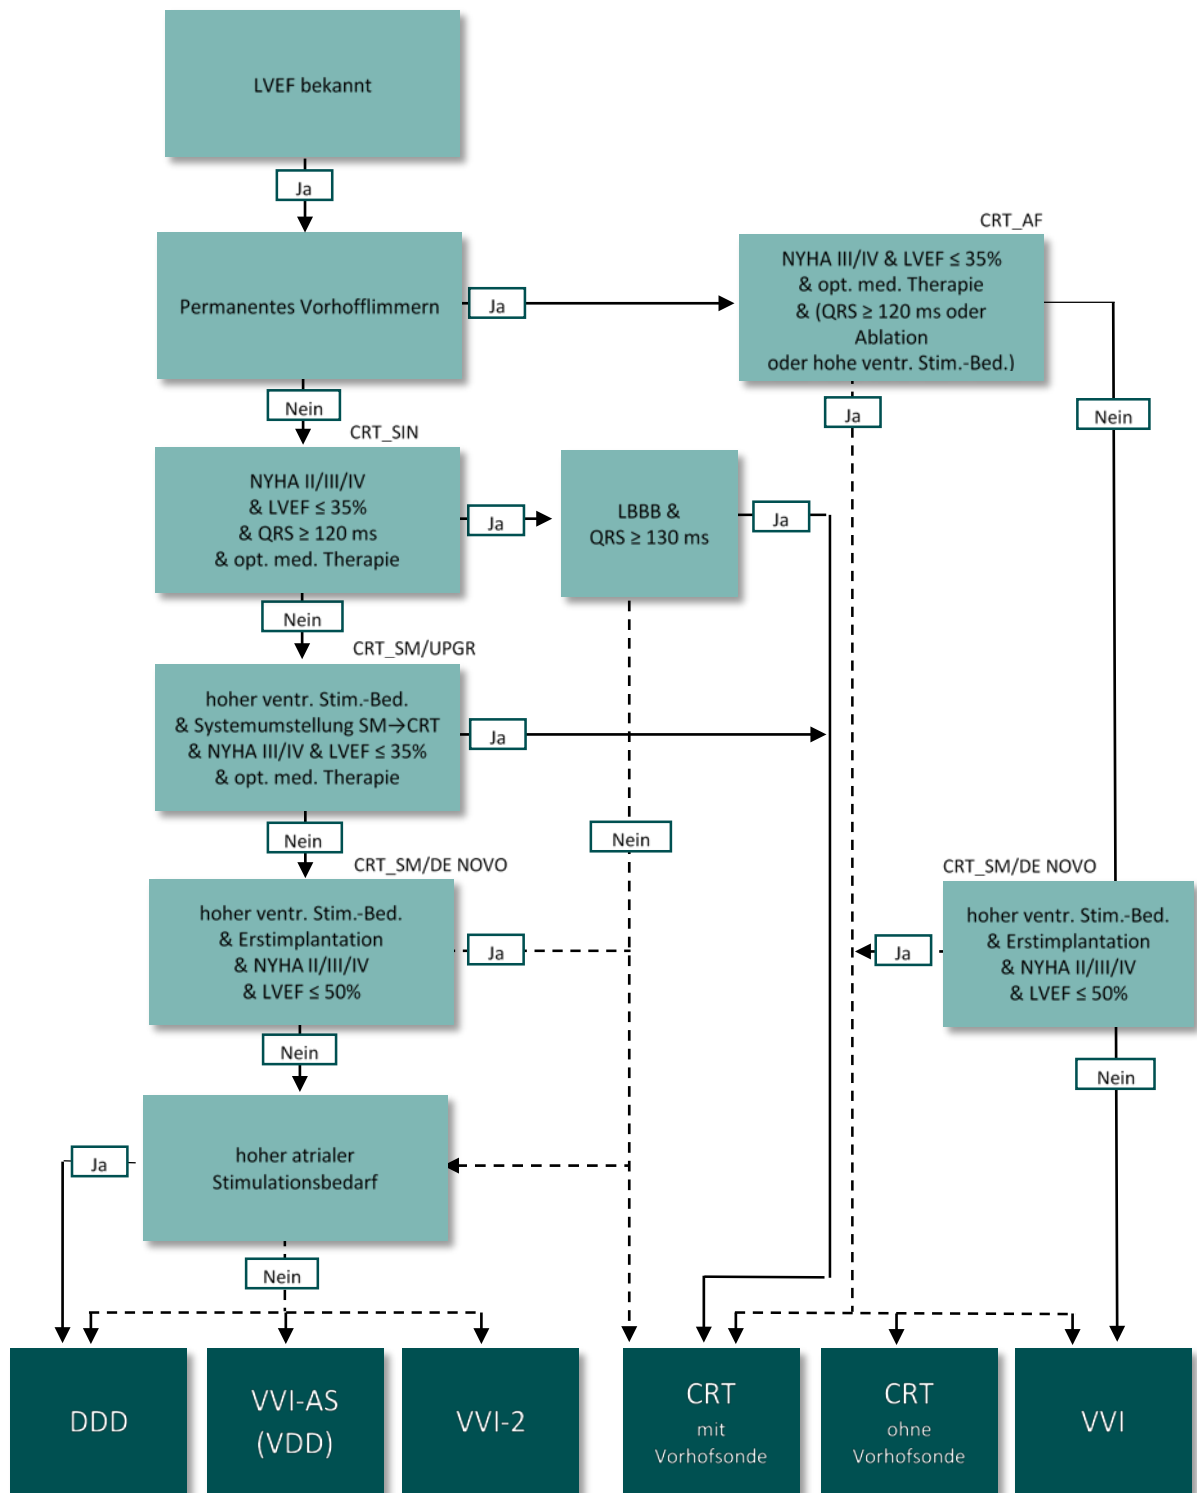 LVEF bekannt
Ja
CRT_AF
Permanentes Vorhofflimmern
Ja
NYHA III/IV & LVEF ≤ 35%
& opt. med. Therapie
& (QRS ≥ 120 ms oder
Ablation
oder hohe ventr. Stim.-Bed.)
Nein
Ja
Nein
CRT_SIN
NYHA II/III/IV
& LVEF ≤ 35%
& QRS ≥ 120 ms
& opt. med. Therapie
Ja
LBBB &
QRS ≥ 130 ms
Ja
Nein
CRT_SM/UPGR
hoher ventr. Stim.-Bed.
& Systemumstellung SM→CRT
& NYHA III/IV & LVEF ≤ 35%
& opt. med. Therapie
Ja
Nein
Nein
CRT_SM/DE NOVO
CRT_SM/DE NOVO
hoher ventr. Stim.-Bed.
& Erstimplantation
& NYHA II/III/IV
& LVEF ≤ 50%
Ja
Ja
hoher ventr. Stim.-Bed.
& Erstimplantation
& NYHA II/III/IV
& LVEF ≤ 50%
Nein
Nein
Ja
hoher atrialer
Stimulationsbedarf
Nein
DDD
VVI-AS
(VDD)
VVI-2
CRT
mit
Vorhofsonde
CRT
ohne
Vorhofsonde
VVI